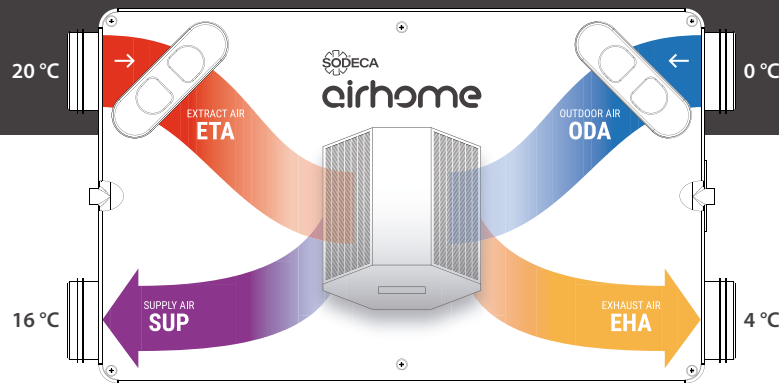 SODECA
airhome
20 °C
0 °C
EXTRACT AIR
ETA
OUTDOOR AIR
ODA
16 °C
SUPPLY AIR
SUP
EXHAUST AIR
EHA
4 °C